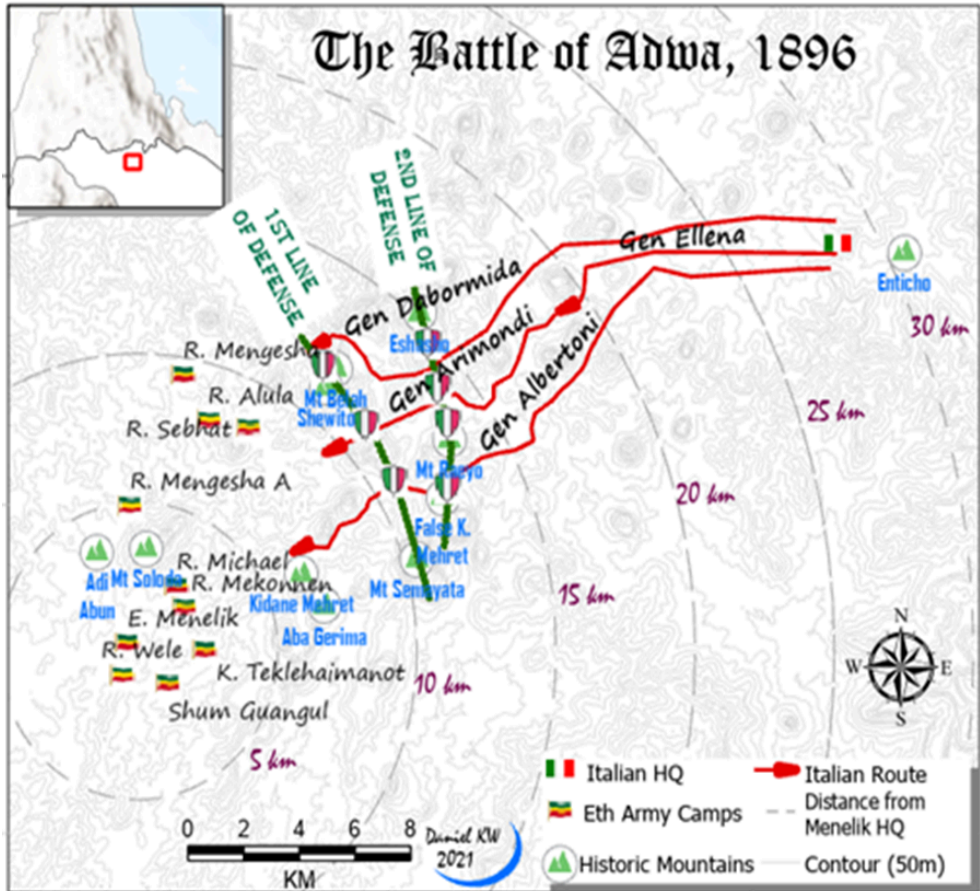 The Battle of Adwa, 1896
2ND LINE OF
DEFENSE
1ST LINE
OF DEFENSE
Gen Ellena
Gen Dabormida
Gen Arimondi
Gen Albertoni
Enticho
30 km
25 km
20 km
15 km
10 km
5 km
R. Mengesha
R. Alula
R. Sebhat
R. Mengesha A
Mt Belah
Shewito
Mt Raeyo
False K.
Mehret
Mt Semayata
Adi
Abun
Mt Soloda
R. Michael
R. Mekonnen
Kidane Mehret
Aba Gerima
E. Menelik
R. Wele
K. Teklehaimanot
Shum Guangul
N
W
E
S
Italian HQ
Italian Route
Eth Army Camps
Distance from
Menelik HQ
Historic Mountains
Contour (50m)
0 2 4 6 8
KM
Daniel KW
2021